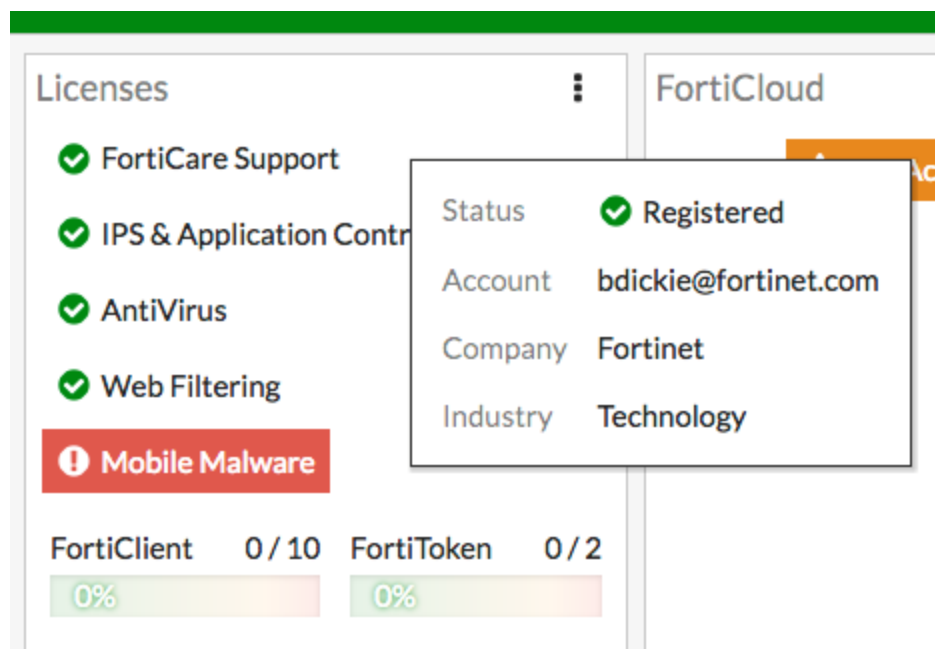 Licenses
FortiCloud
FortiCare Support
IPS & Application Contr
AntiVirus
Web Filtering
Mobile Malware
Status Registered
Account bdickie@fortinet.com
Company Fortinet
Industry Technology
FortiClient 0 / 10 FortiToken 0 / 2
0% 0%